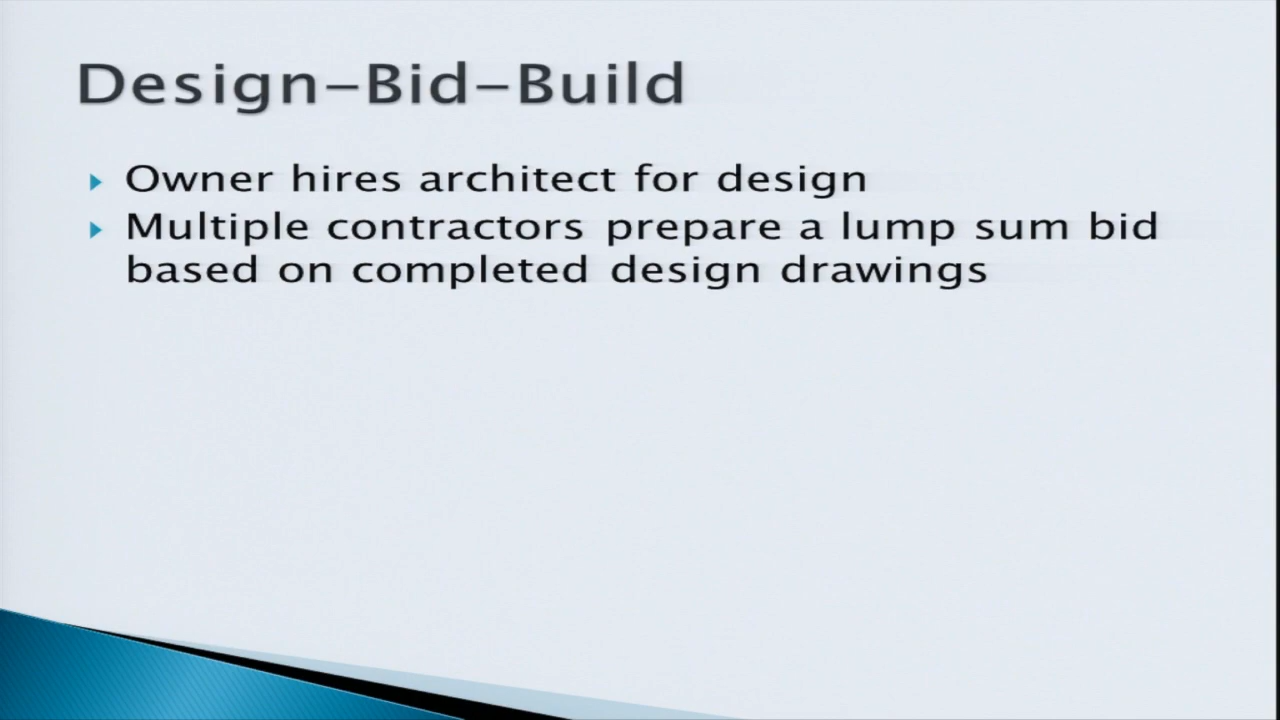 Design-Bid-Build
Owner hires architect for design
Multiple contractors prepare a lump sum bid
based on completed design drawings